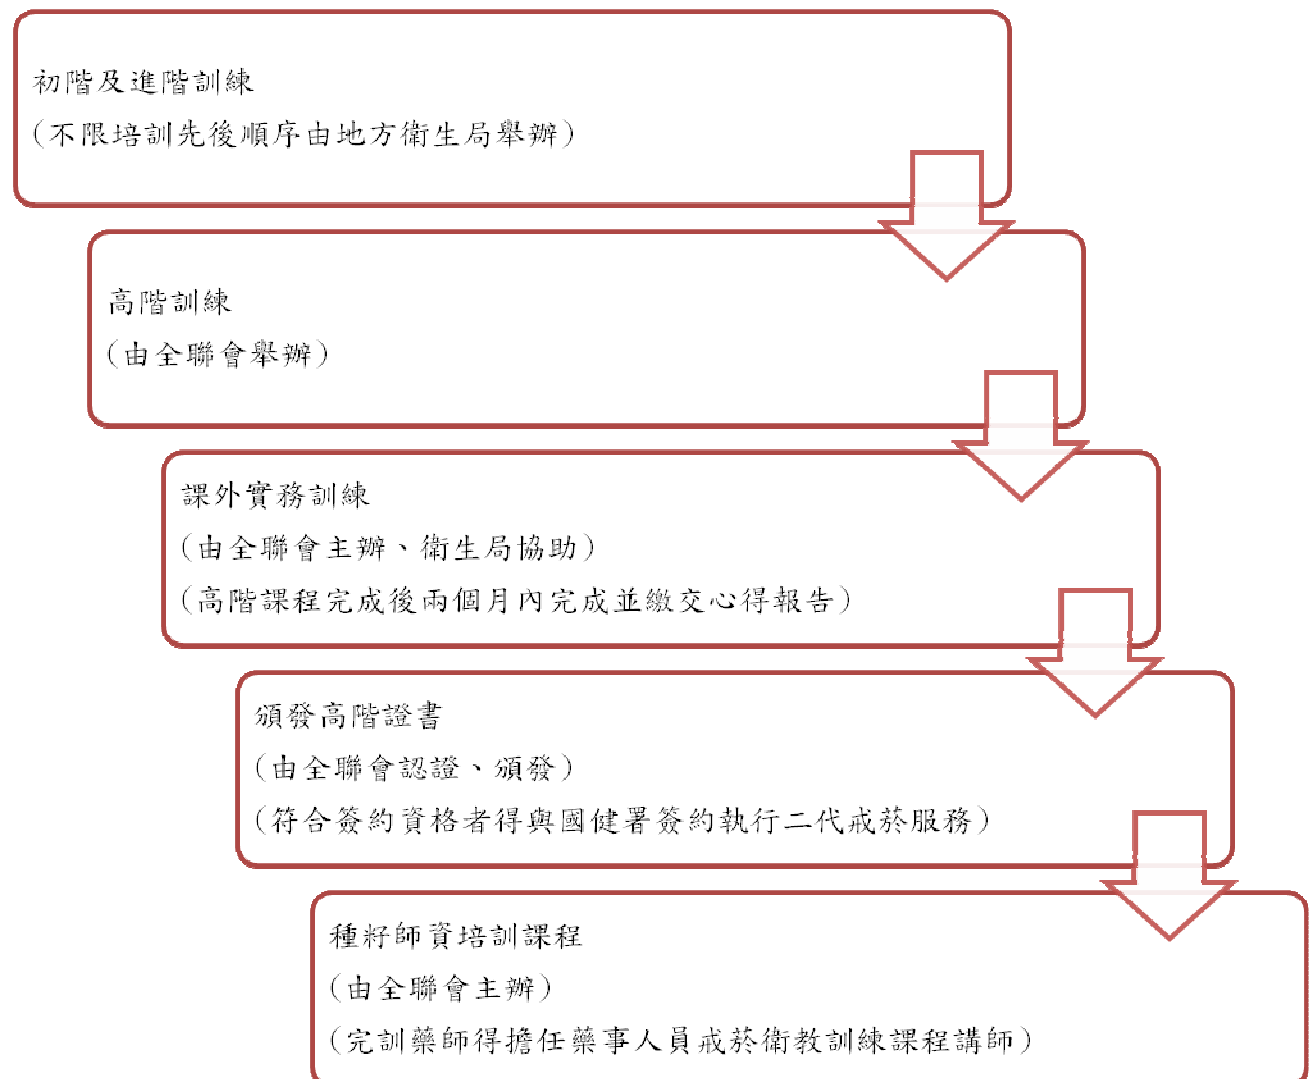 初階及進階訓練
(不限培訓先後順序由地方衛生局舉辦)
高階訓練
(由全聯會舉辦)
課外實務訓練
(由全聯會主辦、衛生局協助)
(高階課程完成後兩個月內完成並繳交心得報告)
頒發高階證書
(由全聯會認證、頒發)
(符合簽約資格者得與國健署簽約執行二代戒菸服務)
種籽師資培訓課程
(由全聯會主辦)
(完訓藥師得擔任藥事人員戒菸衛教訓練課程講師)